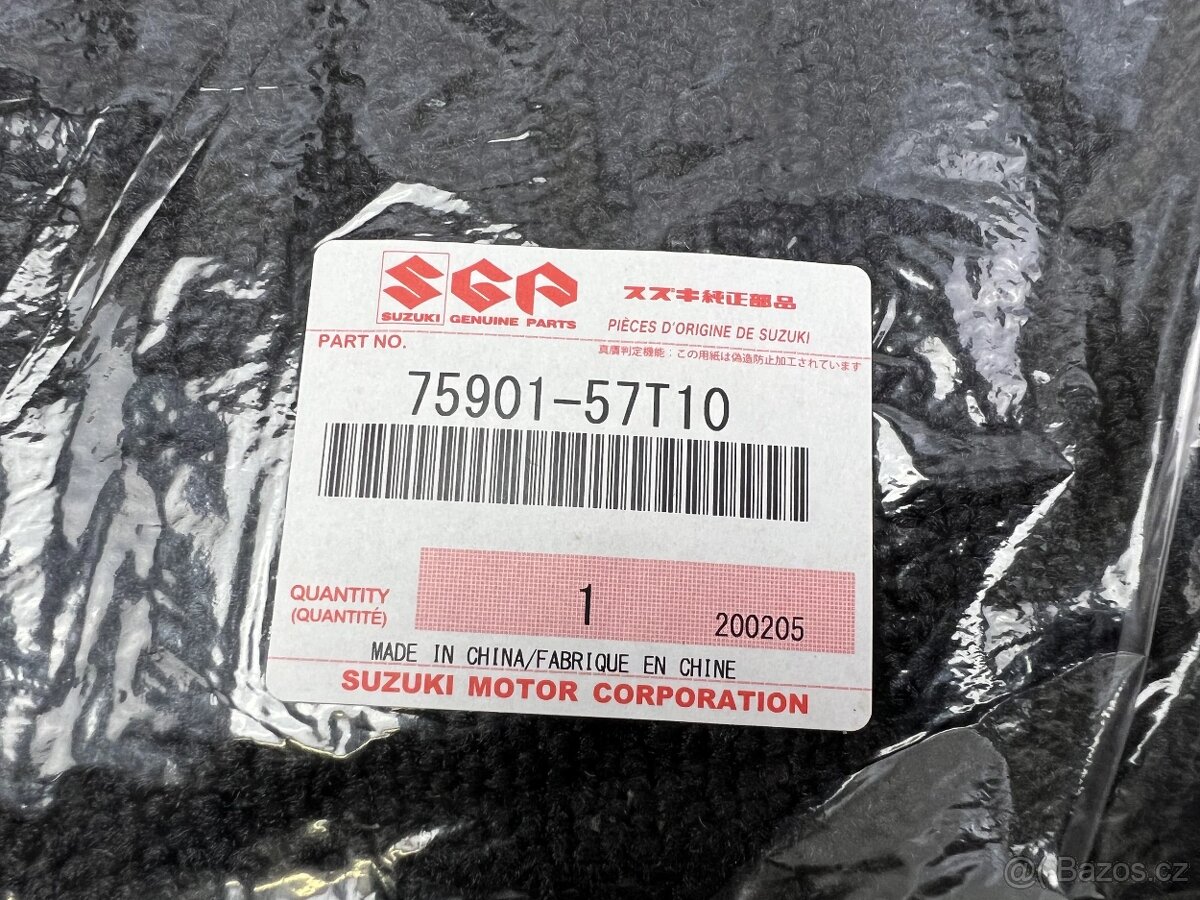 SGP
SUZUKI GENUINE PARTS
スズキ純正部品
PIÈCES D'ORIGINE DE SUZUKI
PART NO.
真贋判定機能：この用紙は偽造防止加工されています
75901-57T10
QUANTITY
(QUANTITÉ)
1
200205
MADE IN CHINA/FABRIQUE EN CHINE
SUZUKI MOTOR CORPORATION
@Bazos.cz